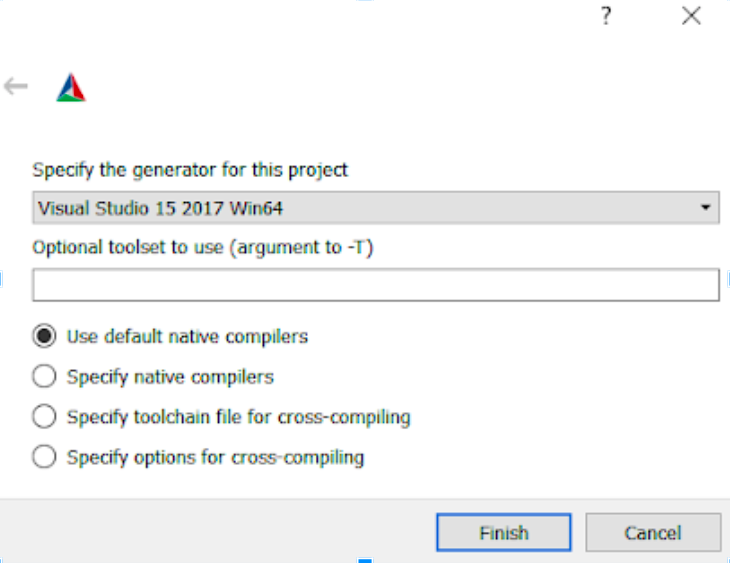 ?
Specify the generator for this project
Visual Studio 15 2017 Win64
Optional toolset to use (argument to -T)
Use default native compilers
Specify native compilers
Specify toolchain file for cross-compiling
Specify options for cross-compiling
Finish Cancel